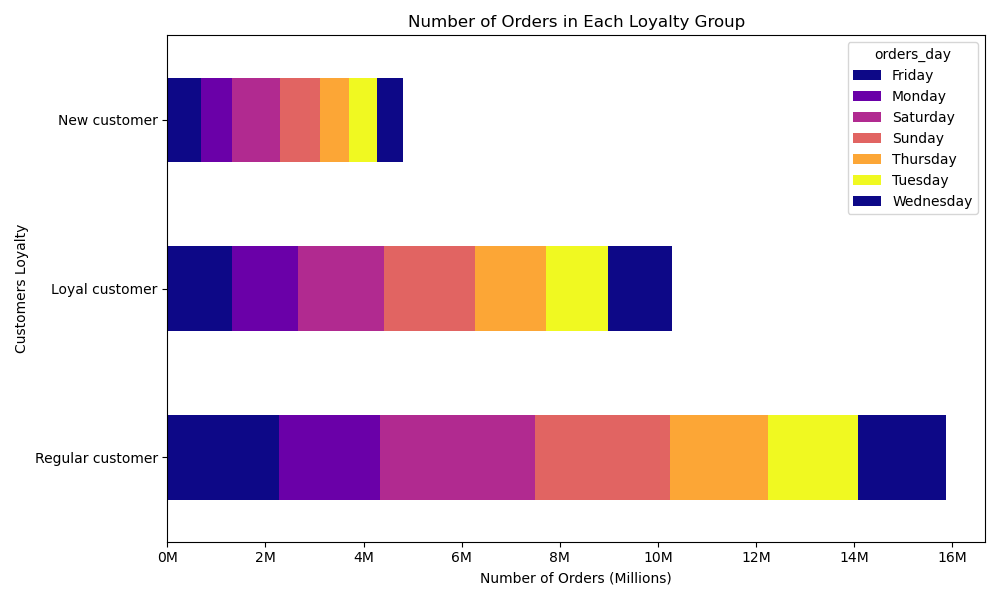 Number of Orders in Each Loyalty Group
orders_day
Friday
Monday
Saturday
Sunday
Thursday
Tuesday
Wednesday
Customers Loyalty
New customer
Loyal customer
Regular customer
0M 2M 4M 6M 8M 10M 12M 14M 16M
Number of Orders (Millions)